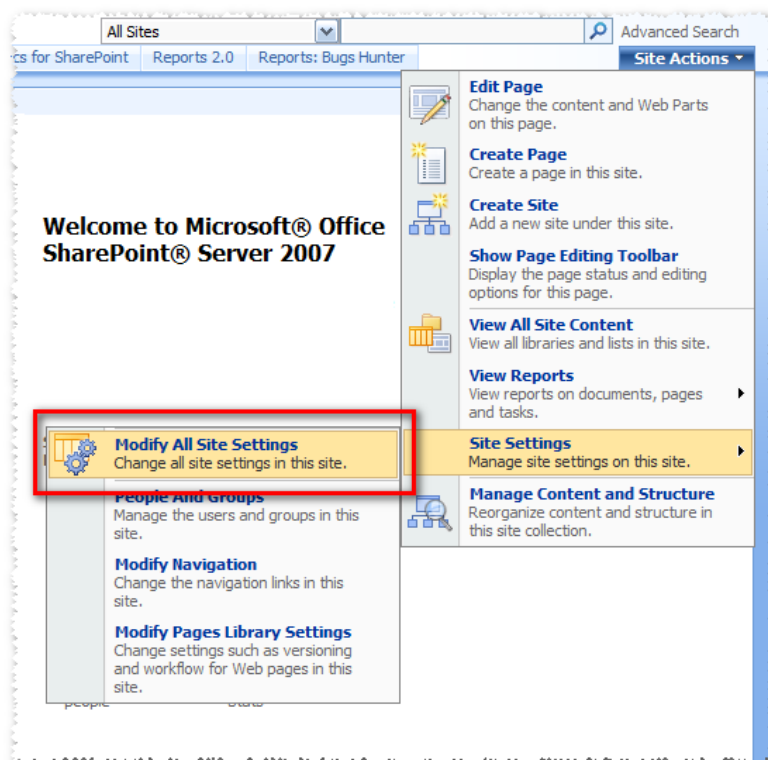 All Sites
Advanced Search
cs for SharePoint
Reports 2.0
Reports: Bugs Hunter
Site Actions
Edit Page
Change the content and Web Parts
on this page.
Create Page
Create a page in this site.
Create Site
Add a new site under this site.
Show Page Editing Toolbar
Display the page status and editing
options for this page.
View All Site Content
View all libraries and lists in this site.
View Reports
View reports on documents, pages
and tasks.
Site Settings
Manage site settings on this site.
Manage Content and Structure
Reorganize content and structure in
this site collection.
Welcome to Microsoft® Office
SharePoint® Server 2007
Modify All Site Settings
Change all site settings in this site.
People And Groups
Manage the users and groups in this
site.
Modify Navigation
Change the navigation links in this
site.
Modify Pages Library Settings
Change settings such as versioning
and workflow for Web pages in this
site.
people